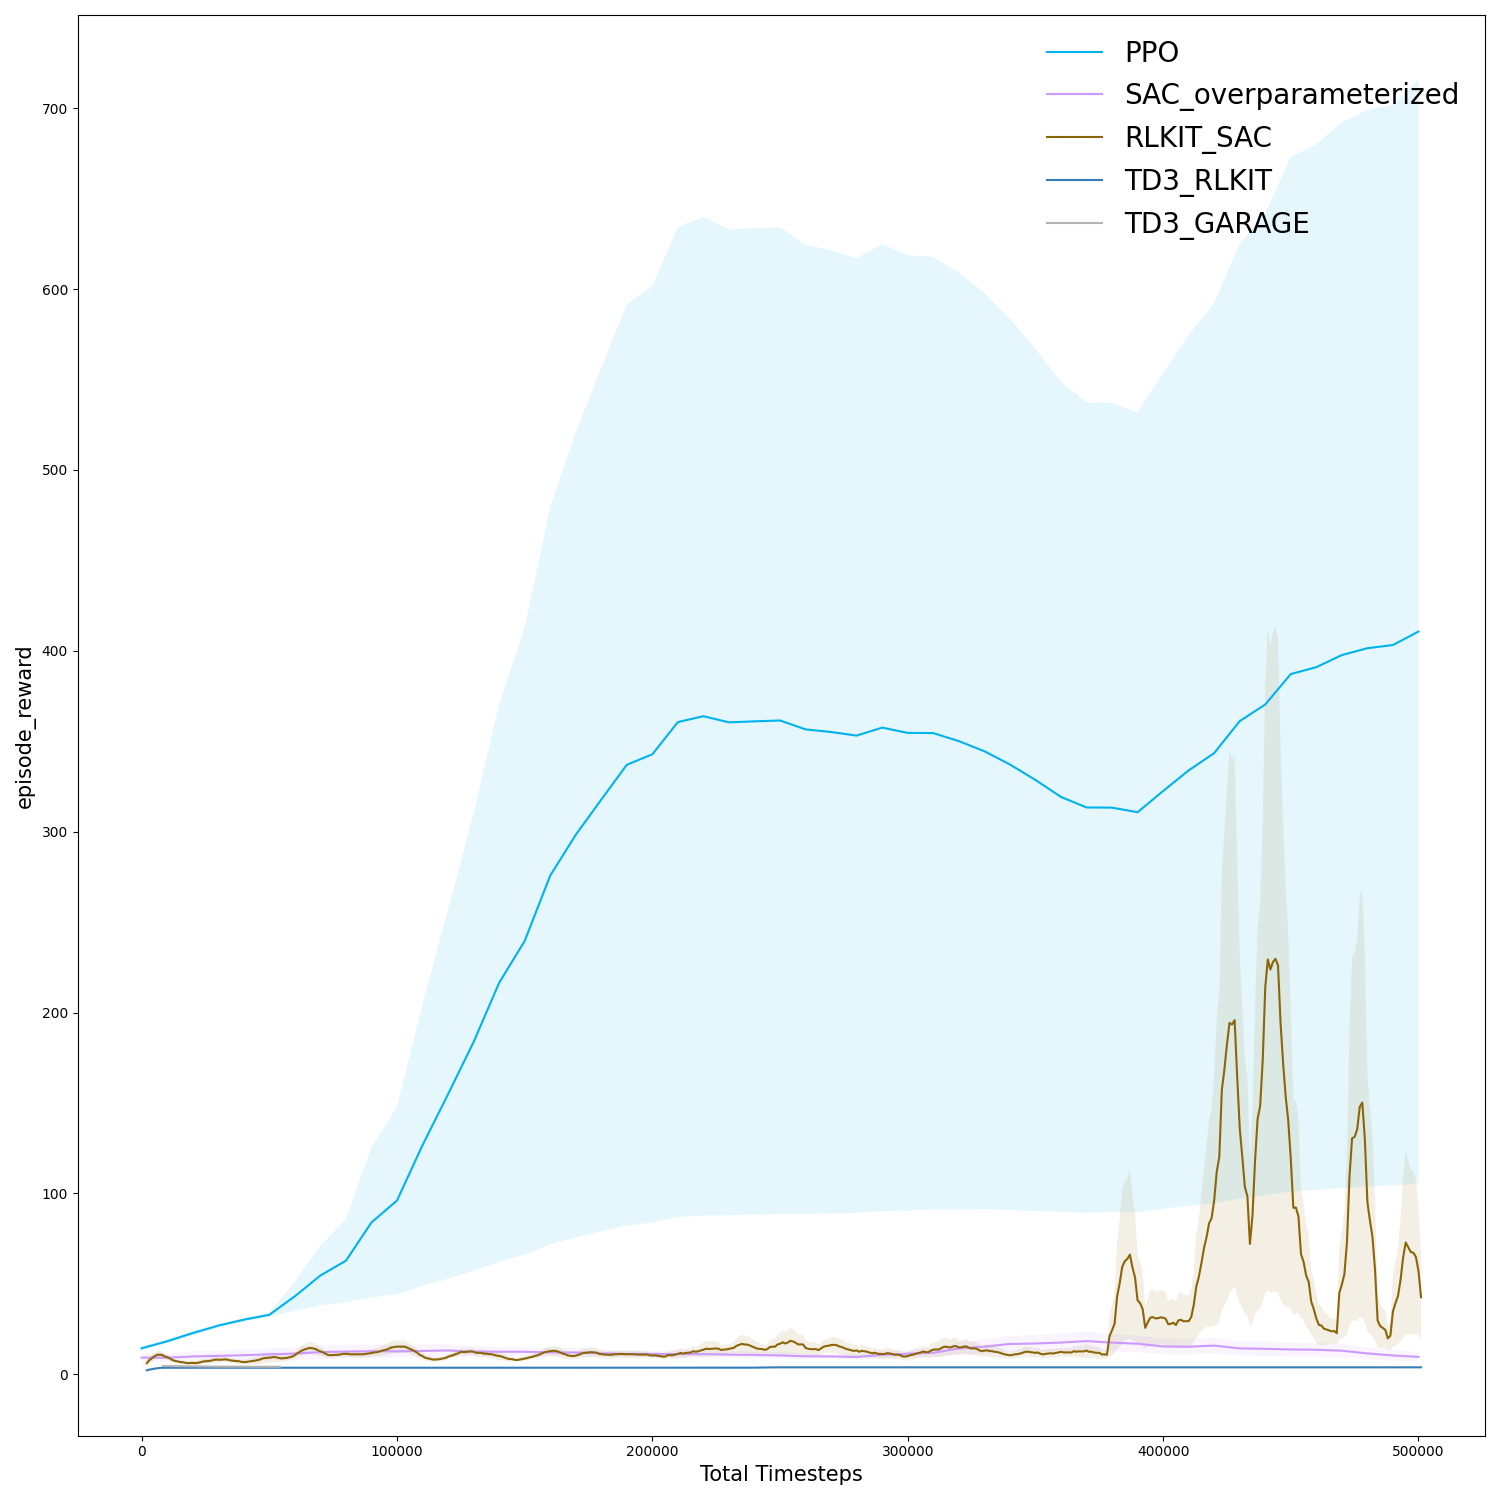 PPO
SAC_overparameterized
RLKIT_SAC
TD3_RLKIT
TD3_GARAGE
700
600
500
400
300
200
100
0
episode_reward
0 100000 200000 300000 400000 500000
Total Timesteps